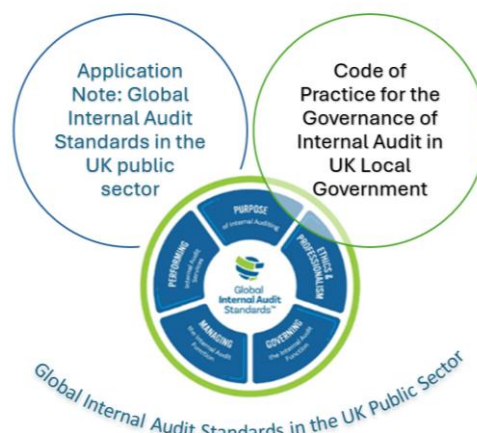 Application
Note: Global
Internal Audit
Standards in the
UK public
sector
Code of
Practice for the
Governance of
Internal Audit in
UK Local
Government
PURPOSE
of Internal Auditing
ETHICS &
PROFESSIONALISM
GOVERNING
the Internal Audit
Function
MANAGING
the Internal Audit
Function
PERFORMING
Internal Audit
Services
Global
Internal Audit
Standards™
Global Internal Audit Standards in the UK Public Sector